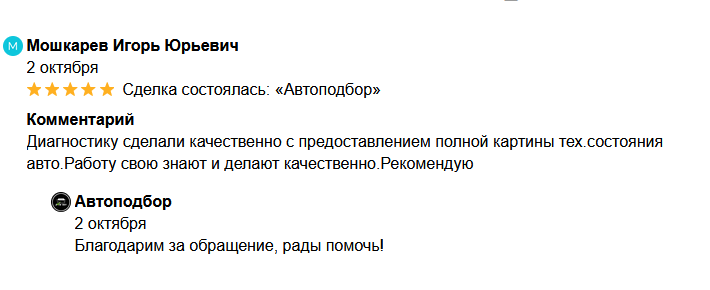 М
Мошкарев Игорь Юрьевич
2 октября
Сделка состоялась: «Автоподбор»
Комментарий
Диагностику сделали качественно с предоставлением полной картины тех.состояния
авто.Работу свою знают и делают качественно.Рекомендую
Автоподбор
2 октября
Благодарим за обращение, рады помочь!